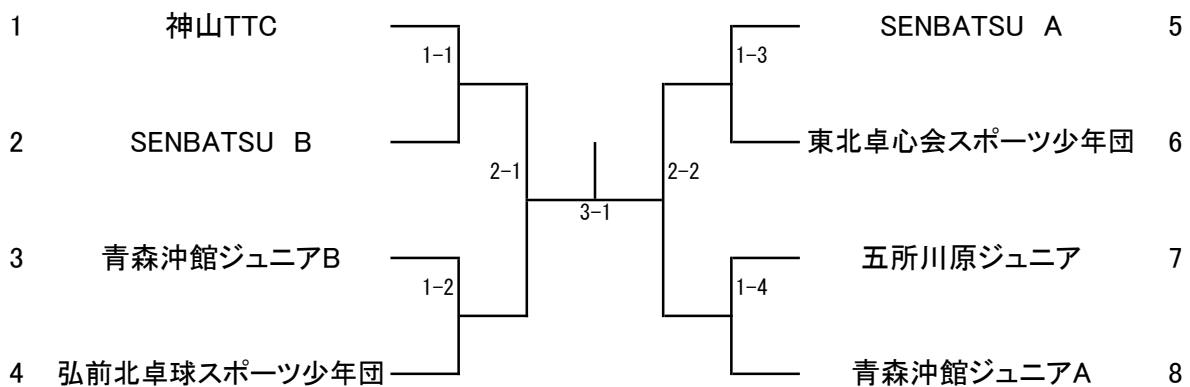 1 神山TTC
SENBATSU A 5
1-1
1-3
2 SENBATSU B
東北卓心会スポーツ少年団 6
2-1
2-2
3-1
3 青森沖館ジュニアB
五所川原ジュニア 7
1-2
1-4
4 弘前北卓球スポーツ少年団
青森沖館ジュニアA 8